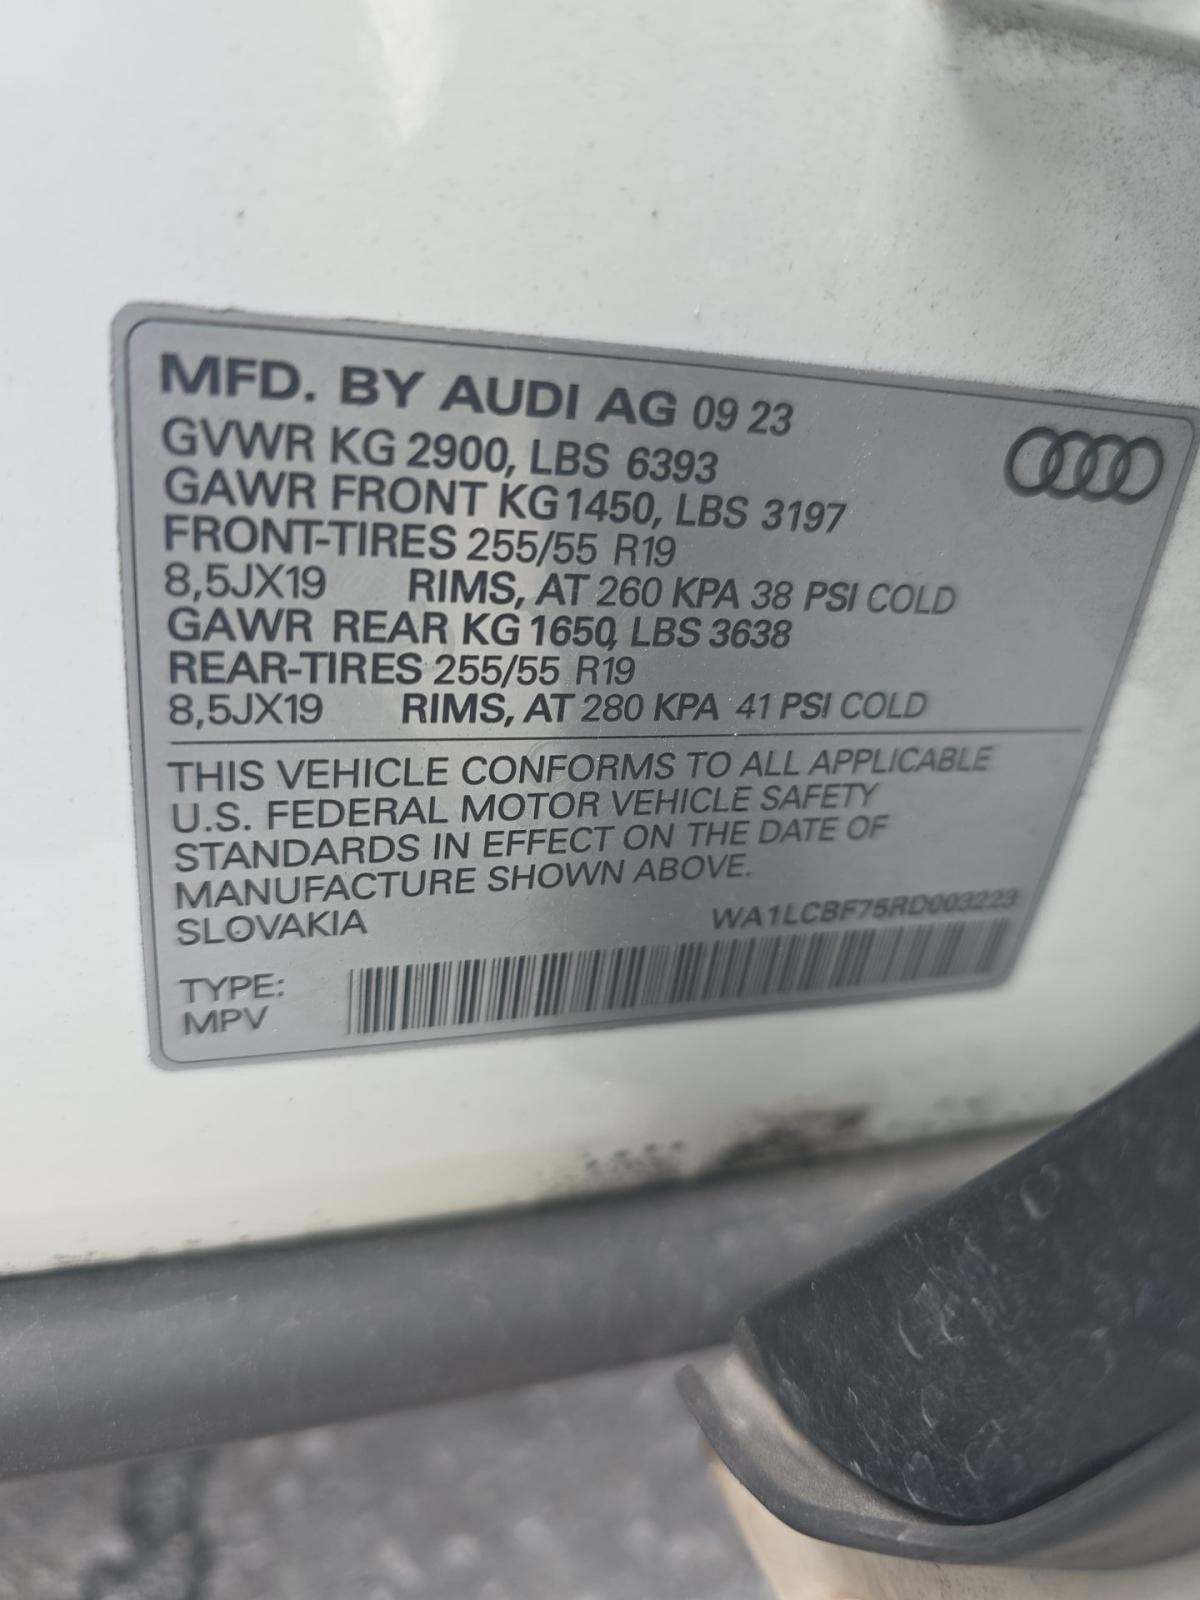 MFD. BY AUDI AG 09 23
GVWR KG 2900, LBS 6393
GAWR FRONT KG 1450, LBS 3197
FRONT-TIRES 255/55 R19
8,5JX19 RIMS, AT 260 KPA 38 PSI COLD
GAWR REAR KG 1650, LBS 3638
REAR-TIRES 255/55 R19
8,5JX19 RIMS, AT 280 KPA 41 PSI COLD
THIS VEHICLE CONFORMS TO ALL APPLICABLE
U.S. FEDERAL MOTOR VEHICLE SAFETY
STANDARDS IN EFFECT ON THE DATE OF
MANUFACTURE SHOWN ABOVE.
SLOVAKIA WA1LCBF75RD003223
TYPE:
MPV